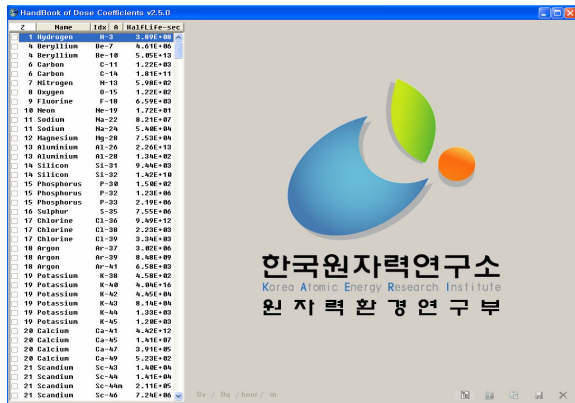 HandBook of Dose Coefficients v2.5.0
Z Name Idx A HalfLife-sec
1 Hydrogen H-3 3.89E+08
4 Beryllium Be-7 4.61E+06
4 Beryllium Be-10 5.05E+13
6 Carbon C-11 1.22E+03
6 Carbon C-14 1.81E+11
7 Nitrogen N-13 5.98E+02
8 Oxygen O-15 1.22E+02
9 Fluorine F-18 6.59E+03
10 Neon Ne-19 1.72E+01
11 Sodium Na-22 8.21E+07
11 Sodium Na-24 5.40E+04
12 Magnesium Mg-28 7.53E+04
13 Aluminium Al-26 2.26E+13
13 Aluminium Al-28 1.34E+02
14 Silicon Si-31 9.44E+03
14 Silicon Si-32 1.42E+10
15 Phosphorus P-30 1.50E+02
15 Phosphorus P-32 1.23E+06
15 Phosphorus P-33 2.19E+06
16 Sulphur S-35 7.55E+06
17 Chlorine Cl-36 9.49E+12
17 Chlorine Cl-38 2.23E+03
17 Chlorine Cl-39 3.34E+03
18 Argon Ar-37 3.02E+06
18 Argon Ar-39 8.48E+09
18 Argon Ar-41 6.58E+03
19 Potassium K-38 4.58E+02
19 Potassium K-40 4.04E+16
19 Potassium K-42 4.45E+04
19 Potassium K-43 8.14E+04
19 Potassium K-44 1.33E+03
19 Potassium K-45 1.20E+03
20 Calcium Ca-41 4.42E+12
20 Calcium Ca-45 1.41E+07
20 Calcium Ca-47 3.91E+05
20 Calcium Ca-49 5.23E+02
21 Scandium Sc-43 1.40E+04
21 Scandium Sc-44 1.41E+04
21 Scandium Sc-44m 2.11E+05
21 Scandium Sc-46 7.24E+06
한국원자력연구소
Korea Atomic Energy Research Institute
원자력환경연구부
Sv / Bq / hour / m